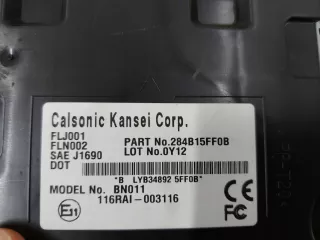 Calsonic Kansei Corp.
FLJ001
FLN002 PART No.284B15FF0B
SAE J1690 LOT No.0Y12
DOT
*B LYB34892 5FF0B*
MODEL No. BN011
116RAI-003116
E11 FC CE